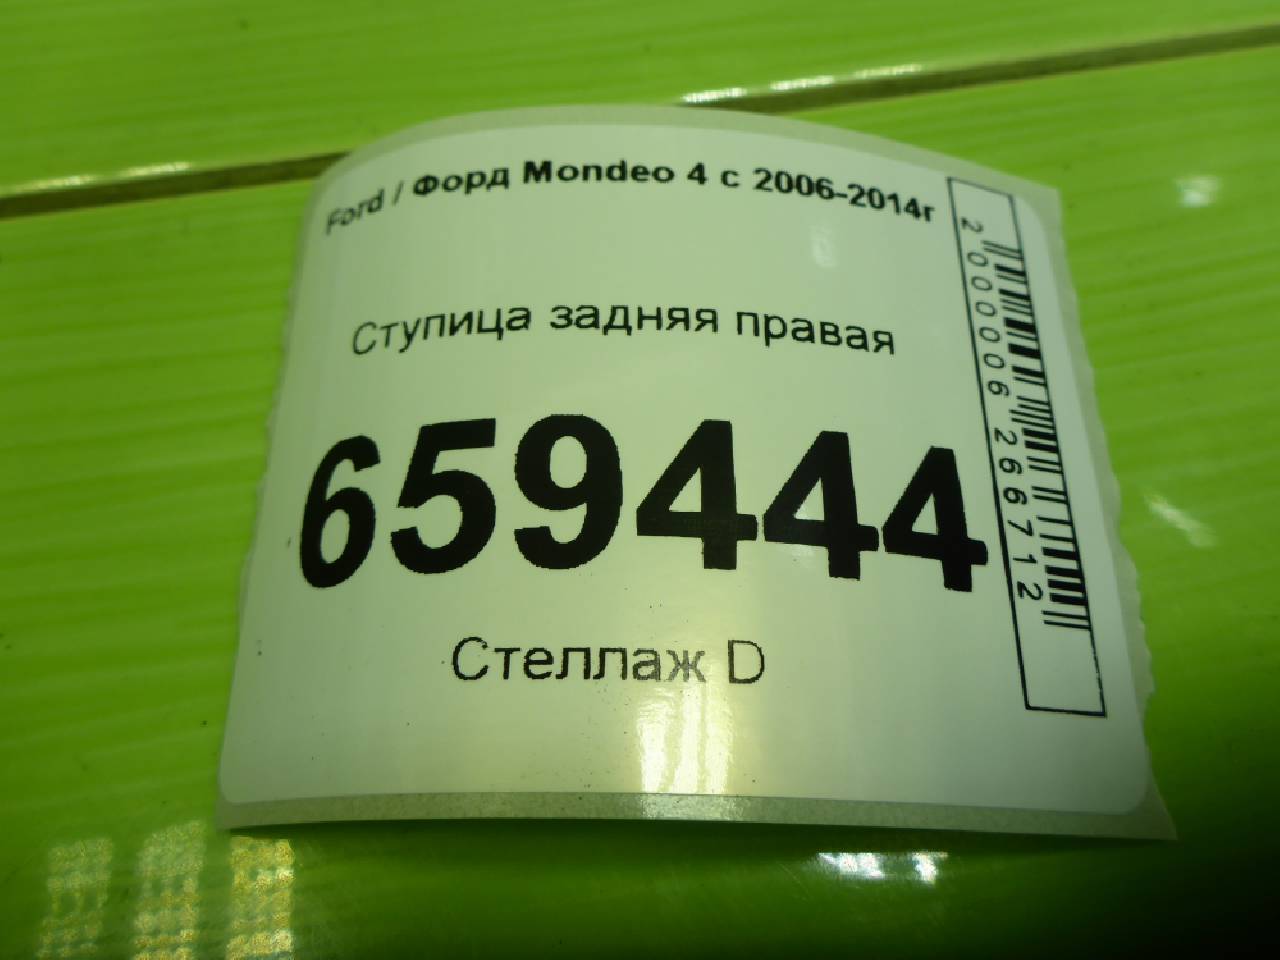 Ford / Форд Mondeo 4 с 2006-2014г
Ступица задняя правая
659444
Стеллаж D
2000006266712